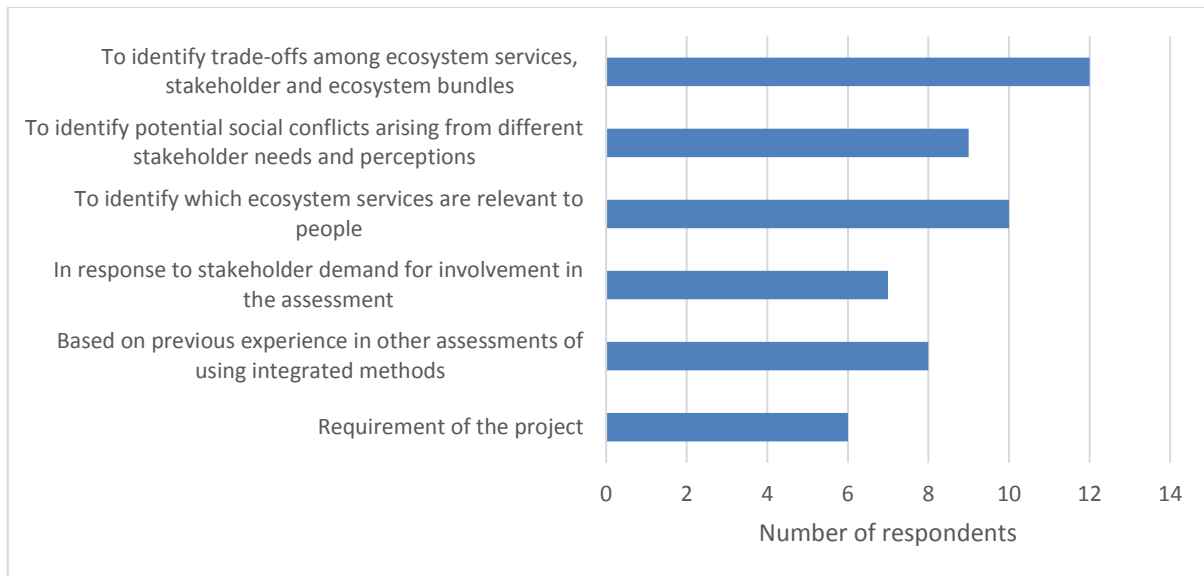 To identify trade-offs among ecosystem services,
stakeholder and ecosystem bundles
To identify potential social conflicts arising from different
stakeholder needs and perceptions
To identify which ecosystem services are relevant to
people
In response to stakeholder demand for involvement in
the assessment
Based on previous experience in other assessments of
using integrated methods
Requirement of the project
0 2 4 6 8 10 12 14
Number of respondents